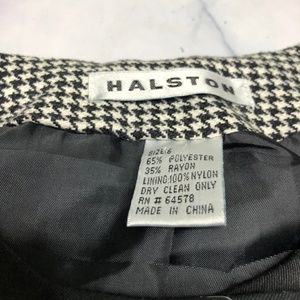 HALSTON
SIZE:6
65% POLYESTER
35% RAYON
LINING:100% NYLON
DRY CLEAN ONLY
RN # 64578
MADE IN CHINA